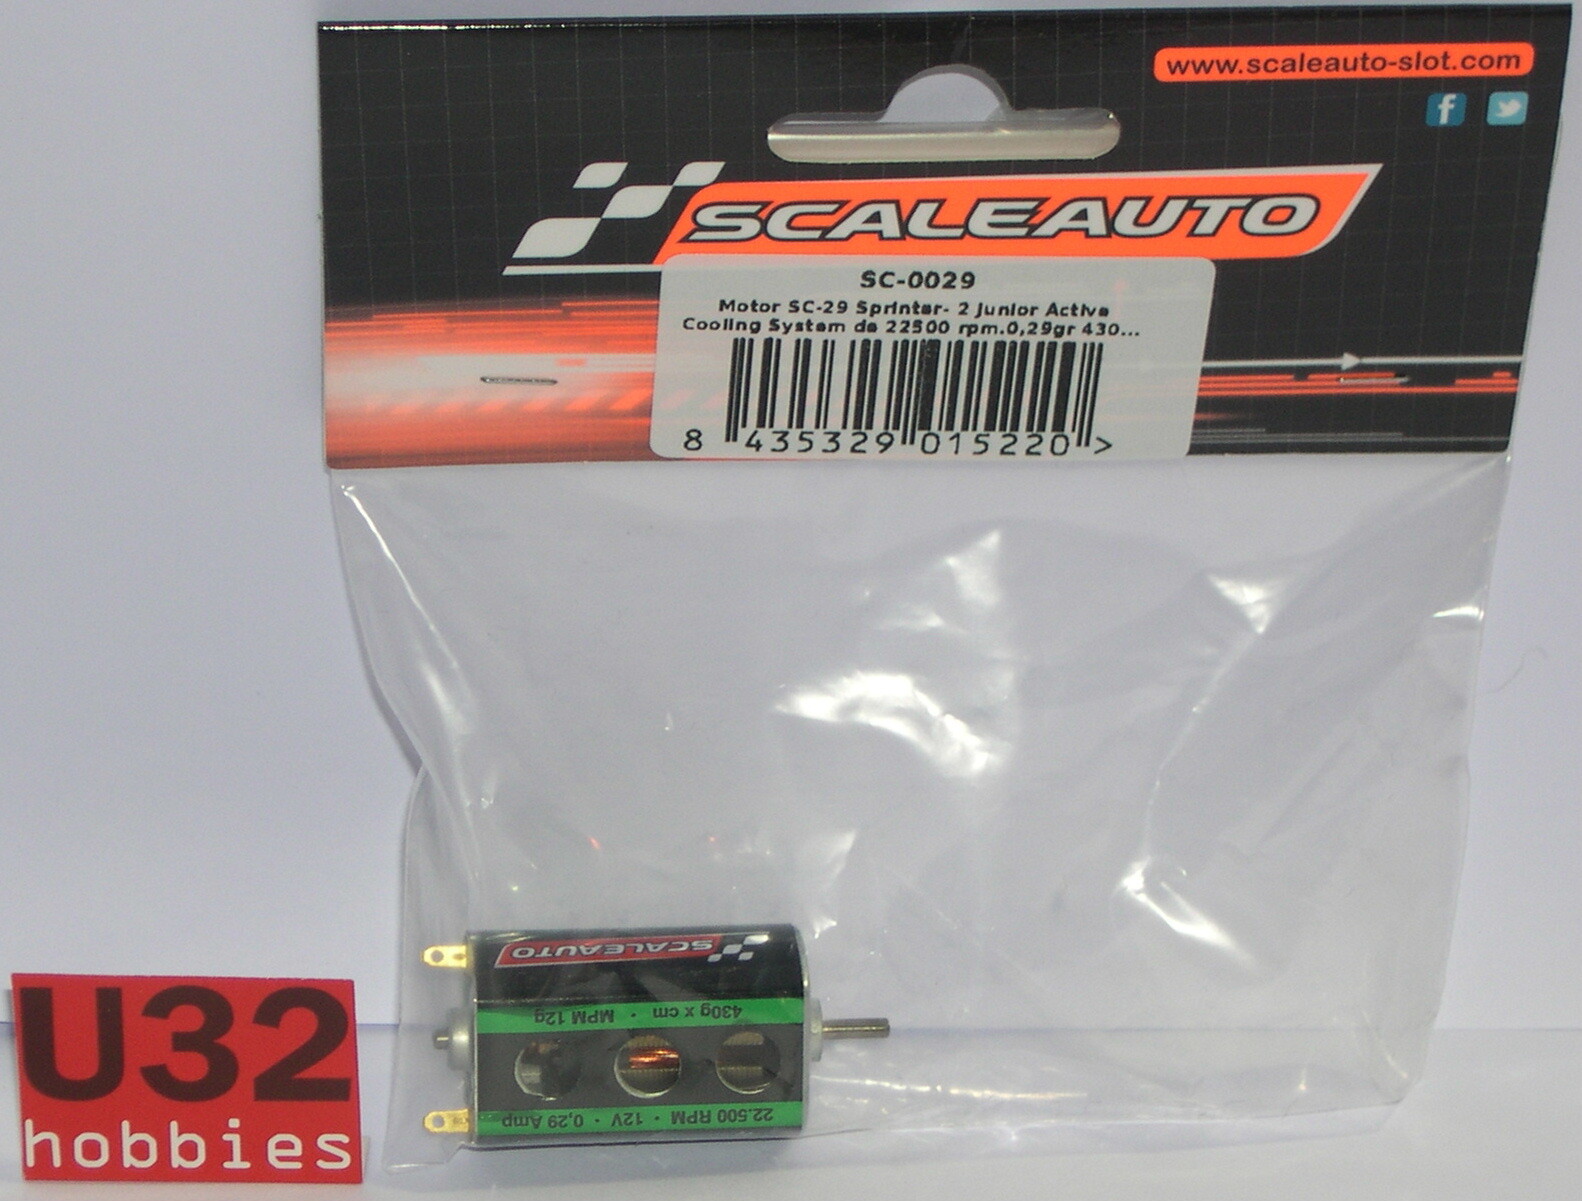 www.scaleauto-slot.com
f
SCALEAUTO
SC-0029
Motor SC-29 Sprinter- 2 Junior Active
Cooling System de 22500 rpm.0,29gr 430...
8 435329 015220 >
SCALEAUTO
430g x cm · MPM 12g
22.500 RPM · 12V · 0,29 Amp
U32
hobbies